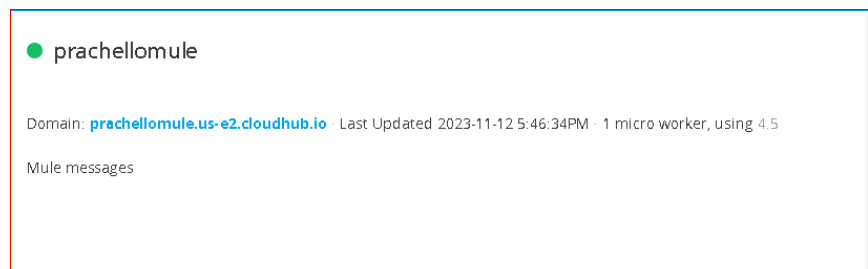 prachellomule
Domain: prachellomule.us-e2.cloudhub.io · Last Updated 2023-11-12 5:46:34PM · 1 micro worker, using 4.5
Mule messages